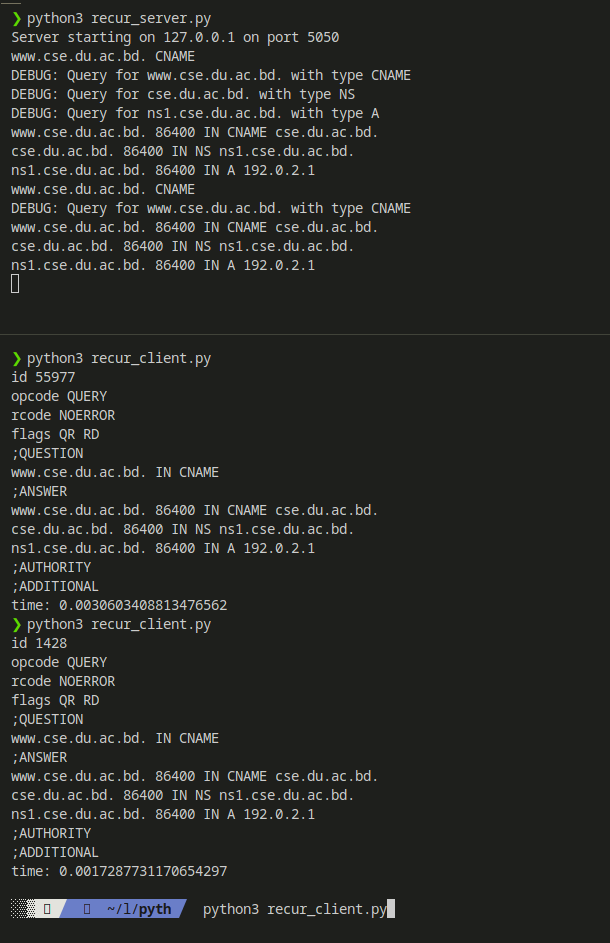 ❯ python3 recur_server.py
Server starting on 127.0.0.1 on port 5050
www.cse.du.ac.bd. CNAME
DEBUG: Query for www.cse.du.ac.bd. with type CNAME
DEBUG: Query for cse.du.ac.bd. with type NS
DEBUG: Query for ns1.cse.du.ac.bd. with type A
www.cse.du.ac.bd. 86400 IN CNAME cse.du.ac.bd.
cse.du.ac.bd. 86400 IN NS ns1.cse.du.ac.bd.
ns1.cse.du.ac.bd. 86400 IN A 192.0.2.1
www.cse.du.ac.bd. CNAME
DEBUG: Query for www.cse.du.ac.bd. with type CNAME
www.cse.du.ac.bd. 86400 IN CNAME cse.du.ac.bd.
cse.du.ac.bd. 86400 IN NS ns1.cse.du.ac.bd.
ns1.cse.du.ac.bd. 86400 IN A 192.0.2.1
❯ python3 recur_client.py
id 55977
opcode QUERY
rcode NOERROR
flags QR RD
;QUESTION
www.cse.du.ac.bd. IN CNAME
;ANSWER
www.cse.du.ac.bd. 86400 IN CNAME cse.du.ac.bd.
cse.du.ac.bd. 86400 IN NS ns1.cse.du.ac.bd.
ns1.cse.du.ac.bd. 86400 IN A 192.0.2.1
;AUTHORITY
;ADDITIONAL
time: 0.0030603408813476562
❯ python3 recur_client.py
id 1428
opcode QUERY
rcode NOERROR
flags QR RD
;QUESTION
www.cse.du.ac.bd. IN CNAME
;ANSWER
www.cse.du.ac.bd. 86400 IN CNAME cse.du.ac.bd.
cse.du.ac.bd. 86400 IN NS ns1.cse.du.ac.bd.
ns1.cse.du.ac.bd. 86400 IN A 192.0.2.1
;AUTHORITY
;ADDITIONAL
time: 0.0017287731170654297
~/l/pyth python3 recur_client.py